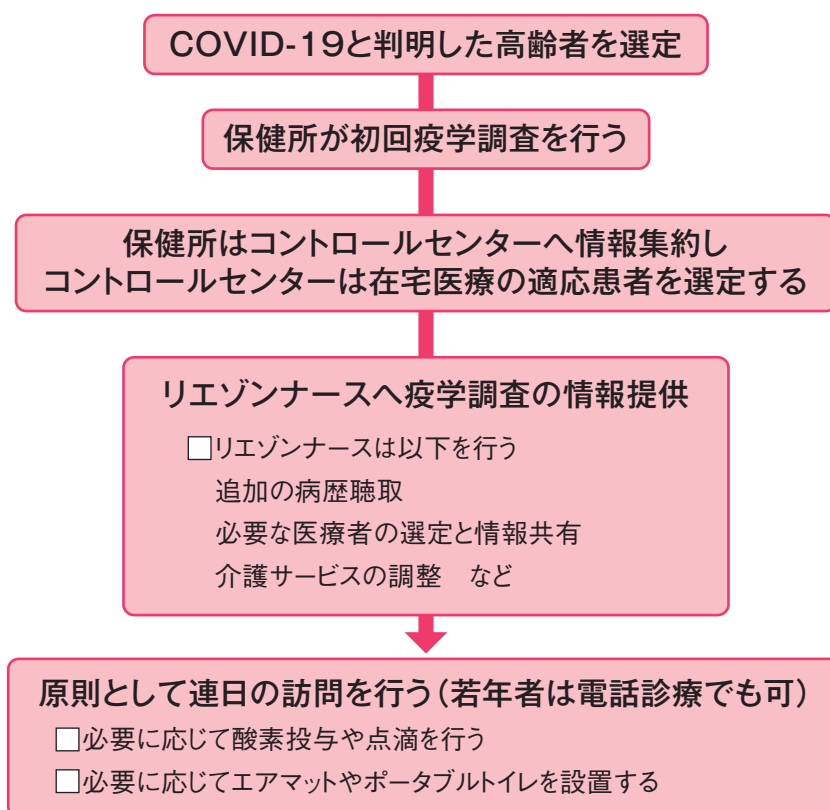 COVID-19と判明した高齢者を選定
保健所が初回疫学調査を行う
保健所はコントロールセンターへ情報集約し
コントロールセンターは在宅医療の適応患者を選定する
リエゾンナースへ疫学調査の情報提供
□リエゾンナースは以下を行う
追加の病歴聴取
必要な医療者の選定と情報共有
介護サービスの調整　など
原則として連日の訪問を行う（若年者は電話診療でも可）
□必要に応じて酸素投与や点滴を行う
□必要に応じてエアマットやポータブルトイレを設置する